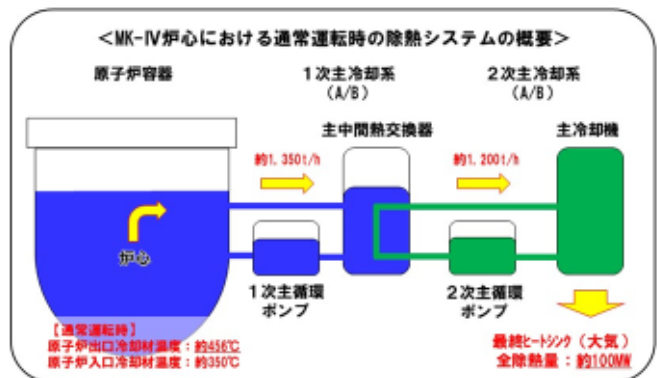 ＜MK-Ⅳ炉心における通常運転時の除熱システムの概要＞
原子炉容器
1次主冷却系
(A/B)
2次主冷却系
(A/B)
主中間熱交換器
主冷却機
約1,350t/h
約1,200t/h
炉心
1次主循環
ポンプ
2次主循環
ポンプ
【通常運転時】
原子炉出口冷却材温度：約456℃
原子炉入口冷却材温度：約350℃
最終ヒートシンク（大気）
全除熱量：約100MW